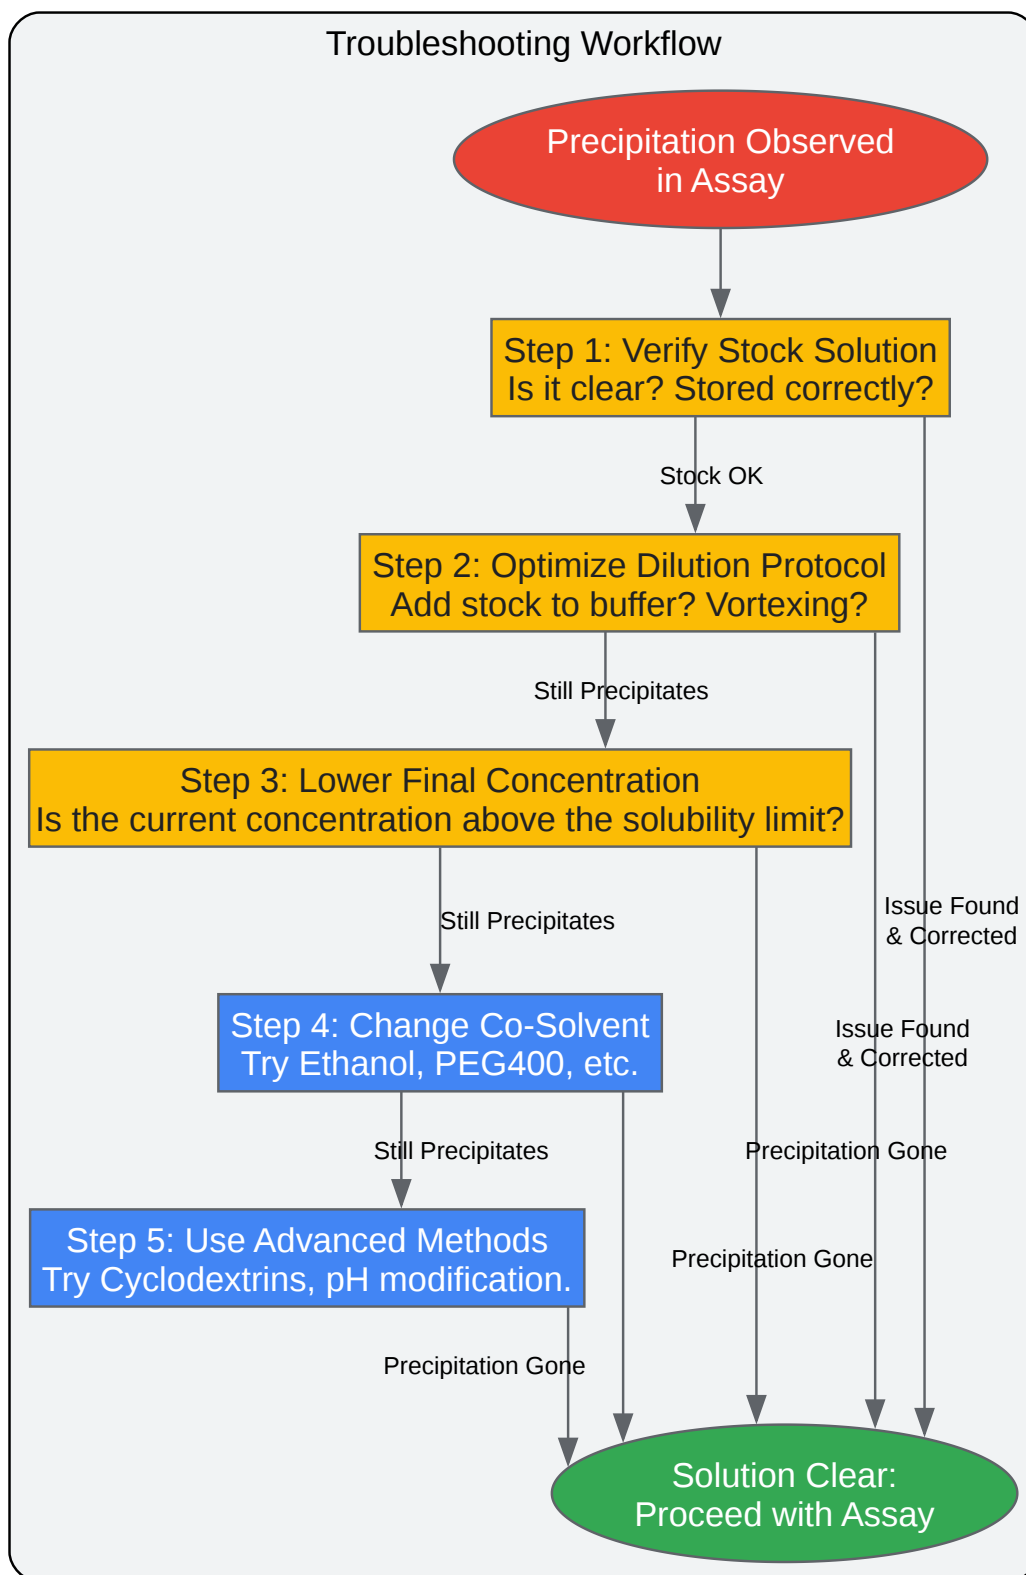 Troubleshooting Workflow
Precipitation Observed
in Assay
Step 1: Verify Stock Solution
Is it clear? Stored correctly?
Stock OK
Step 2: Optimize Dilution Protocol
Add stock to buffer? Vortexing?
Still Precipitates
Step 3: Lower Final Concentration
Is the current concentration above the solubility limit?
Still Precipitates
Issue Found
& Corrected
Step 4: Change Co-Solvent
Try Ethanol, PEG400, etc.
Issue Found
& Corrected
Still Precipitates
Precipitation Gone
Step 5: Use Advanced Methods
Try Cyclodextrins, pH modification.
Precipitation Gone
Precipitation Gone
Solution Clear:
Proceed with Assay